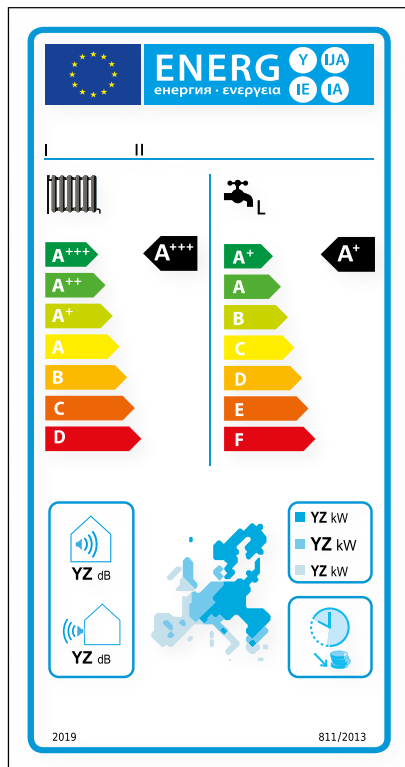 ENERG Y IJA
енергия · ενεργεια IE IA
I II
L
A+++ A+++ A+ A+
A++ A
A+ B
A C
B D
C E
D F
YZ dB
YZ dB
YZ kW
YZ kW
YZ kW
2019 811/2013